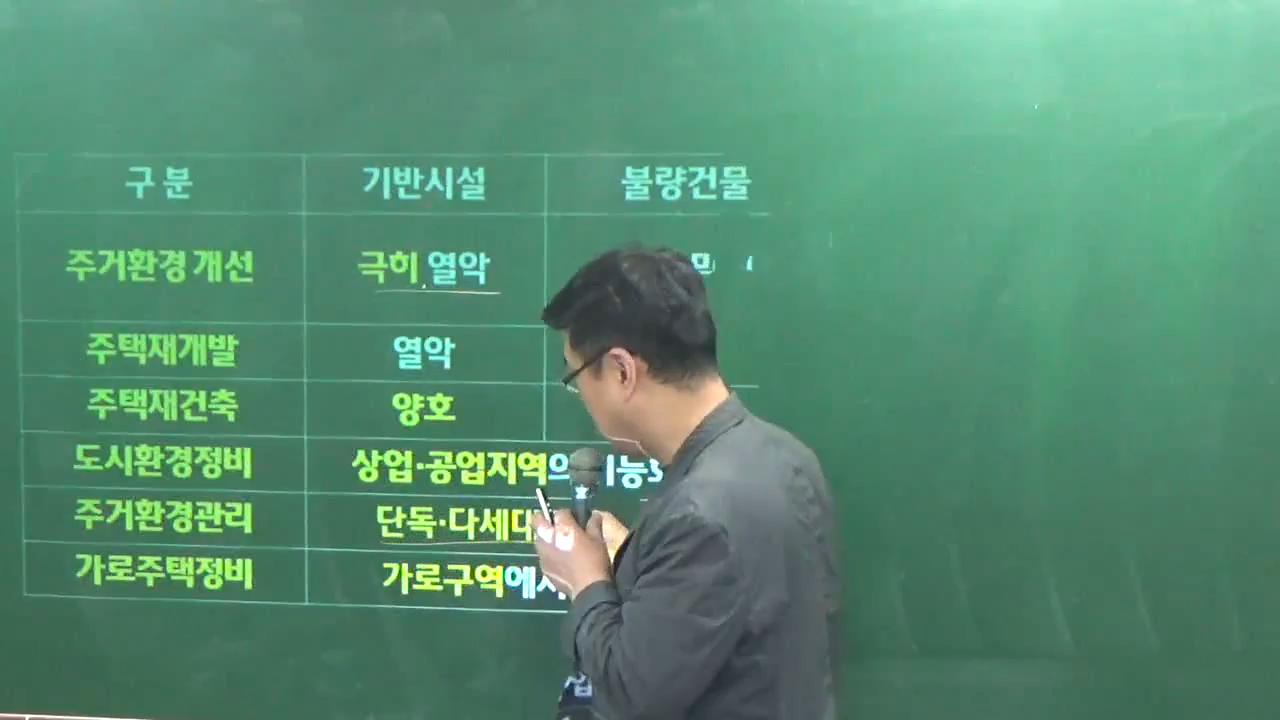 구 분 기반시설 불량건물
주거환경 개선 극히 열악
주택재개발 열악
주택재건축 양호
도시환경정비 상업·공업지역의
주거환경관리 단독·다세대
가로주택정비 가로구역에서